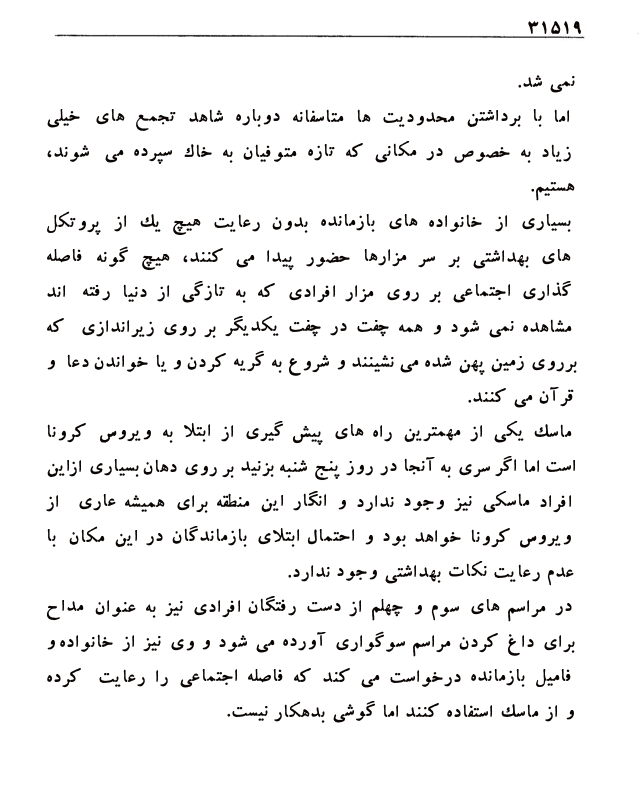 ۳۱۵۱۹
نمی شد.
اما با برداشتن محدودیت ها متاسفانه دوباره شاهد تجمع های خیلی
زیاد به خصوص در مکانی که تازه متوفیان به خاك سپرده می شوند،
هستیم.
بسیاری از خانواده های بازمانده بدون رعایت هیچ یك از پروتکل
های بهداشتی بر سر مزارها حضور پیدا می کنند، هیچ گونه فاصله
گذاری اجتماعی بر روی مزار افرادی که به تازگی از دنیا رفته اند
مشاهده نمی شود و همه چفت در چفت یکدیگر بر روی زیراندازی که
برروی زمین پهن شده می نشینند و شروع به گریه کردن و یا خواندن دعا و
قرآن می کنند.
ماسك یکی از مهمترین راه های پیش گیری از ابتلا به ویروس کرونا
است اما اگر سری به آنجا در روز پنج شنبه بزنید بر روی دهان بسیاری ازاین
افراد ماسکی نیز وجود ندارد و انگار این منطقه برای همیشه عاری از
ویروس کرونا خواهد بود و احتمال ابتلای بازماندگان در این مکان با
عدم رعایت نکات بهداشتی وجود ندارد.
در مراسم های سوم و چهلم از دست رفتگان افرادی نیز به عنوان مداح
برای داغ کردن مراسم سوگواری آورده می شود و وی نیز از خانواده و
فامیل بازمانده درخواست می کند که فاصله اجتماعی را رعایت کرده
و از ماسك استفاده کنند اما گوشی بدهکار نیست.